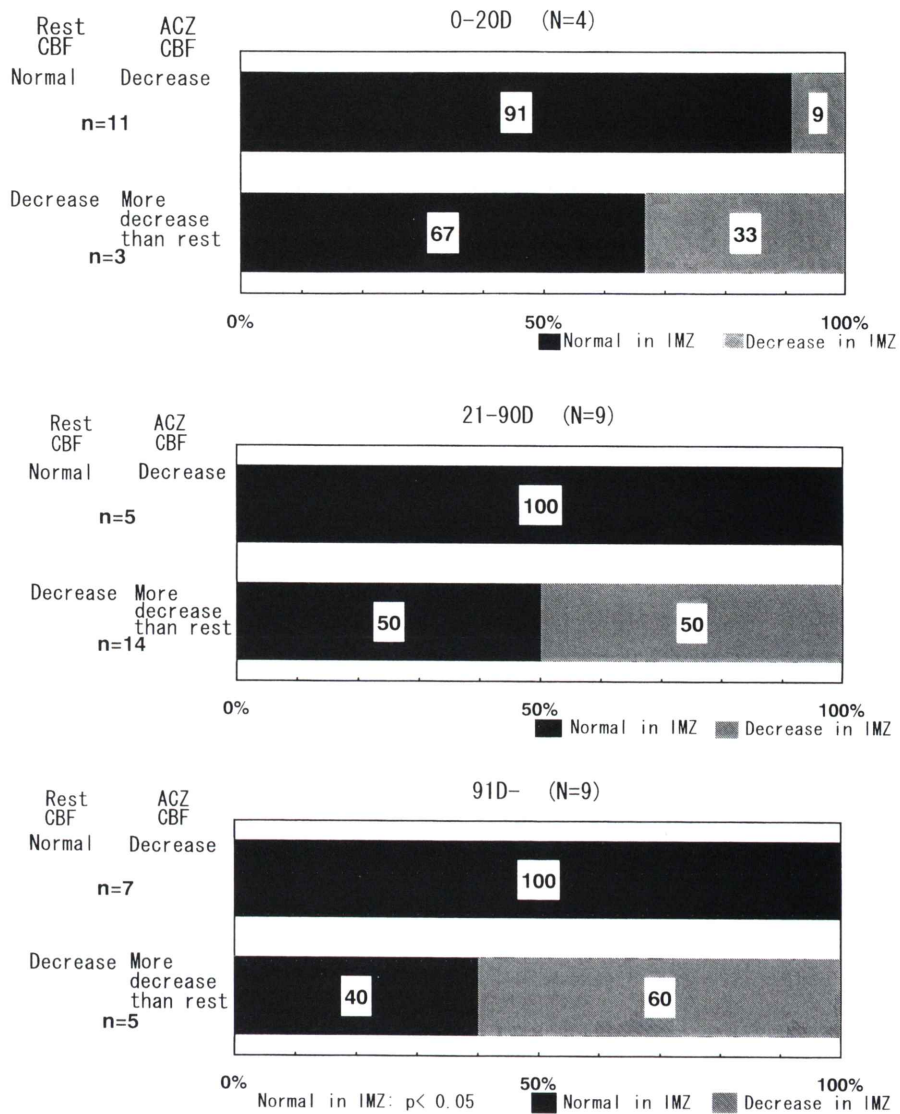 0-20D (N=4)
Rest ACZ
CBF CBF
Normal Decrease
n=11
91 9
Decrease More
decrease
than rest
n=3
67 33
0% 50% 100%
Normal in IMZ Decrease in IMZ
21-90D (N=9)
Rest ACZ
CBF CBF
Normal Decrease
n=5
100
Decrease More
decrease
than rest
n=14
50 50
0% 50% 100%
Normal in IMZ Decrease in IMZ
91D- (N=9)
Rest ACZ
CBF CBF
Normal Decrease
n=7
100
Decrease More
decrease
than rest
n=5
40 60
0% 50% 100%
Normal in IMZ: p< 0.05 Normal in IMZ Decrease in IMZ